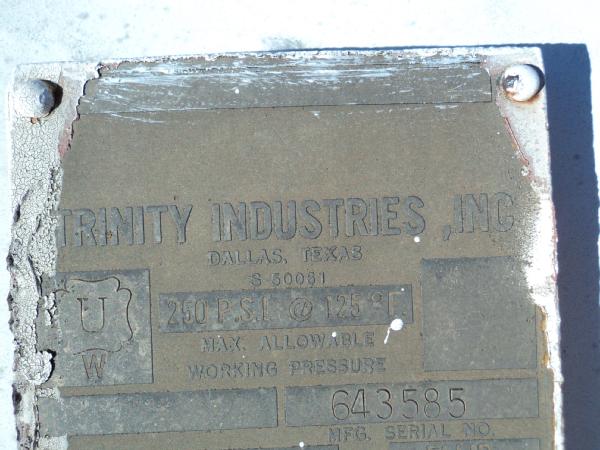 TRINITY INDUSTRIES, INC
DALLAS, TEXAS
S-50061
U
W
250 P.S.I. @ 125 °F.
MAX. ALLOWABLE
WORKING PRESSURE
643585
MFG. SERIAL NO.